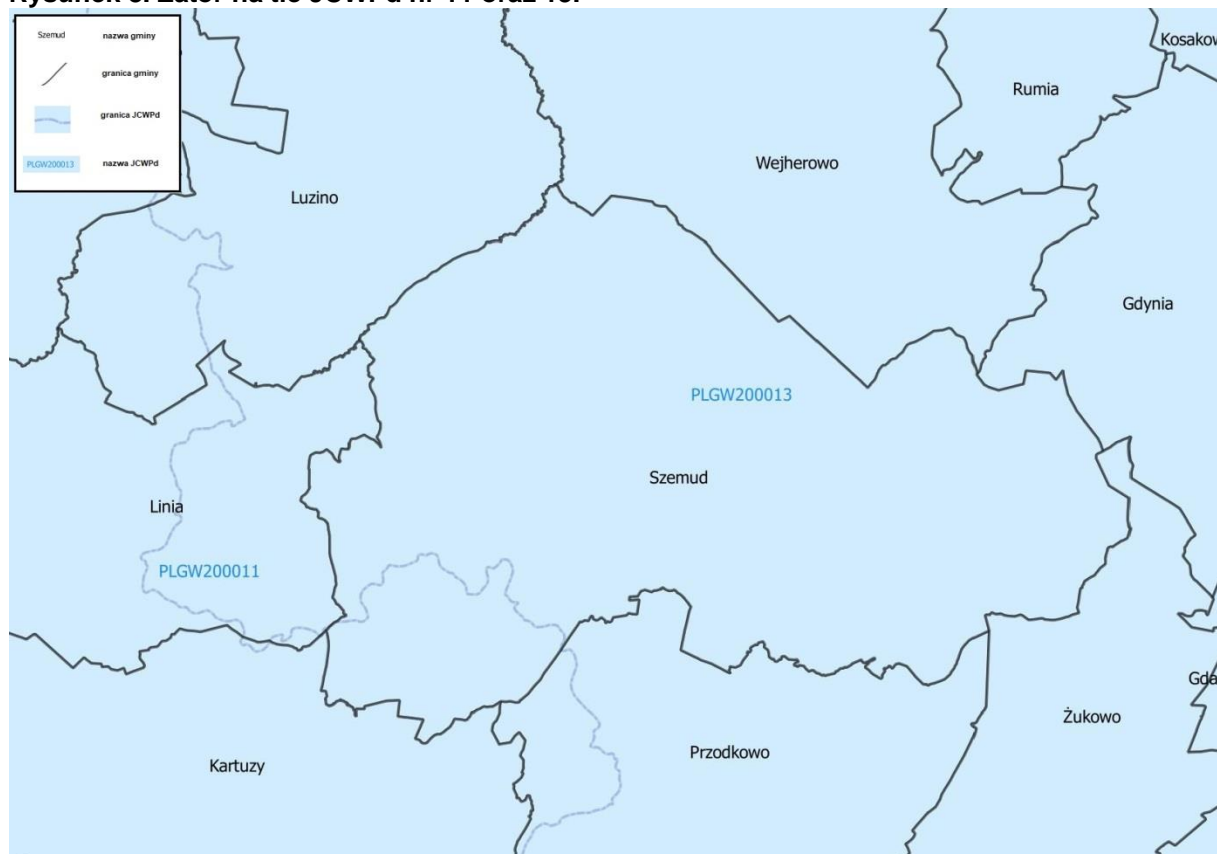 Szemud nazwa gminy
granica gminy
granica JCWPd
PLGW200013 nazwa JCWPd
Kosakow
Rumia
Wejherowo
Luzino
Gdynia
PLGW200013
Szemud
Linia
PLGW200011
Gda
Żukowo
Przodkowo
Kartuzy